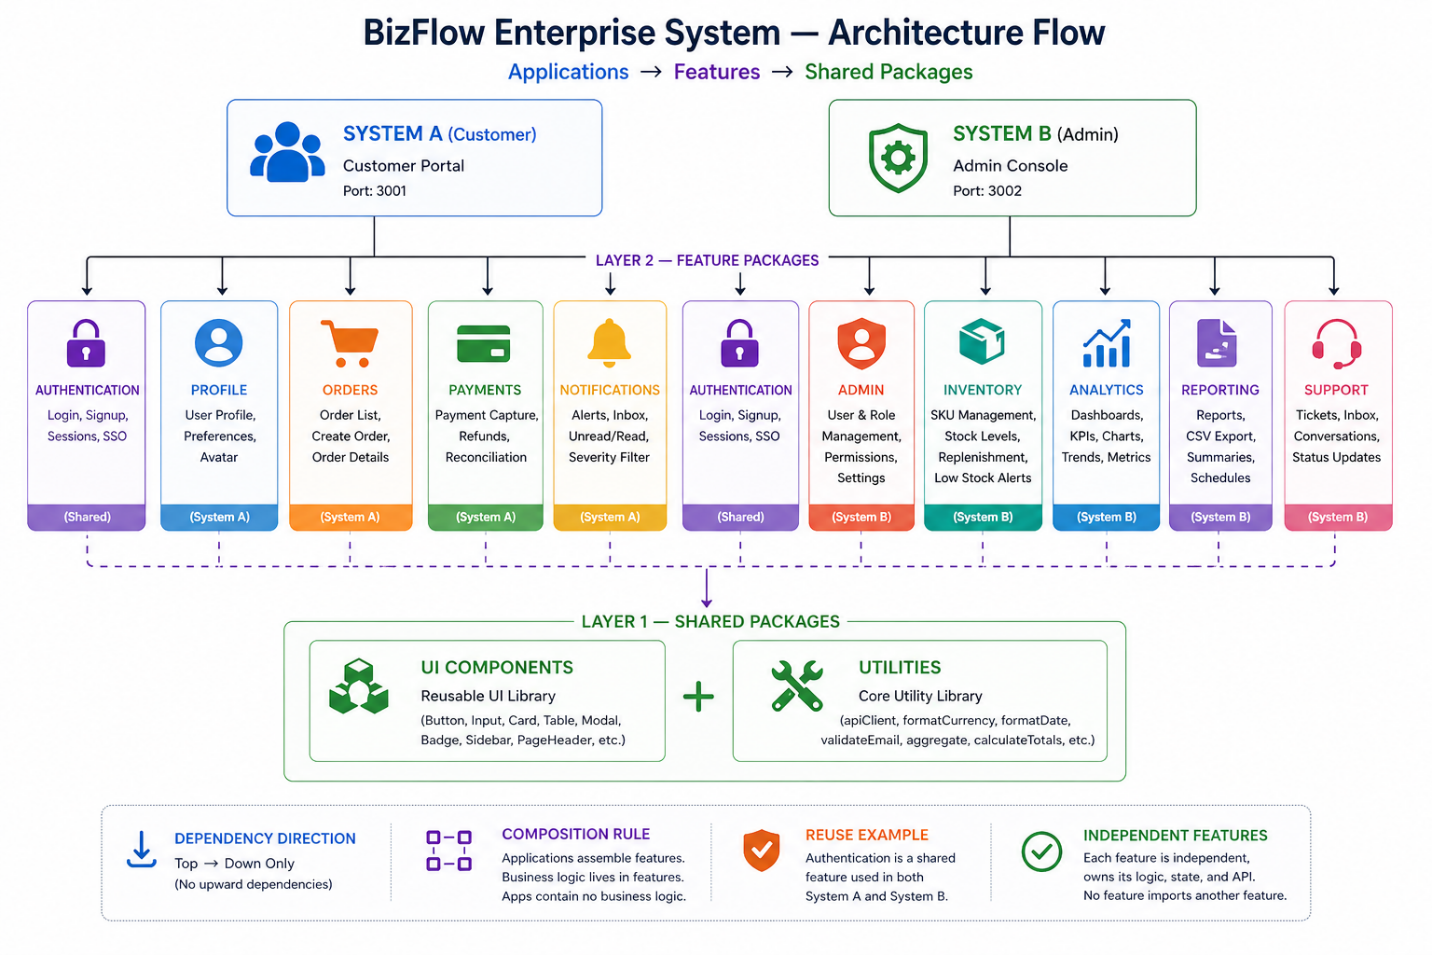 BizFlow Enterprise System — Architecture Flow
Applications → Features → Shared Packages
SYSTEM A (Customer)
Customer Portal
Port: 3001
SYSTEM B (Admin)
Admin Console
Port: 3002
LAYER 2 — FEATURE PACKAGES
AUTHENTICATION
Login, Signup,
Sessions, SSO
(Shared)
PROFILE
User Profile,
Preferences,
Avatar
(System A)
ORDERS
Order List,
Create Order,
Order Details
(System A)
PAYMENTS
Payment Capture,
Refunds,
Reconciliation
(System A)
NOTIFICATIONS
Alerts, Inbox,
Unread/Read,
Severity Filter
(System A)
AUTHENTICATION
Login, Signup,
Sessions, SSO
(Shared)
ADMIN
User & Role
Management,
Permissions,
Settings
(System B)
INVENTORY
SKU Management,
Stock Levels,
Replenishment,
Low Stock Alerts
(System B)
ANALYTICS
Dashboards,
KPIs, Charts,
Trends, Metrics
(System B)
REPORTING
Reports,
CSV Export,
Summaries,
Schedules
(System B)
SUPPORT
Tickets, Inbox,
Conversations,
Status Updates
(System B)
LAYER 1 — SHARED PACKAGES
UI COMPONENTS
Reusable UI Library
(Button, Input, Card, Table, Modal,
Badge, Sidebar, PageHeader, etc.)
+
UTILITIES
Core Utility Library
(apiClient, formatCurrency, formatDate,
validateEmail, aggregate, calculateTotals, etc.)
DEPENDENCY DIRECTION
Top → Down Only
(No upward dependencies)
COMPOSITION RULE
Applications assemble features.
Business logic lives in features.
Apps contain no business logic.
REUSE EXAMPLE
Authentication is a shared
feature used in both
System A and System B.
INDEPENDENT FEATURES
Each feature is independent,
owns its logic, state, and API.
No feature imports another feature.